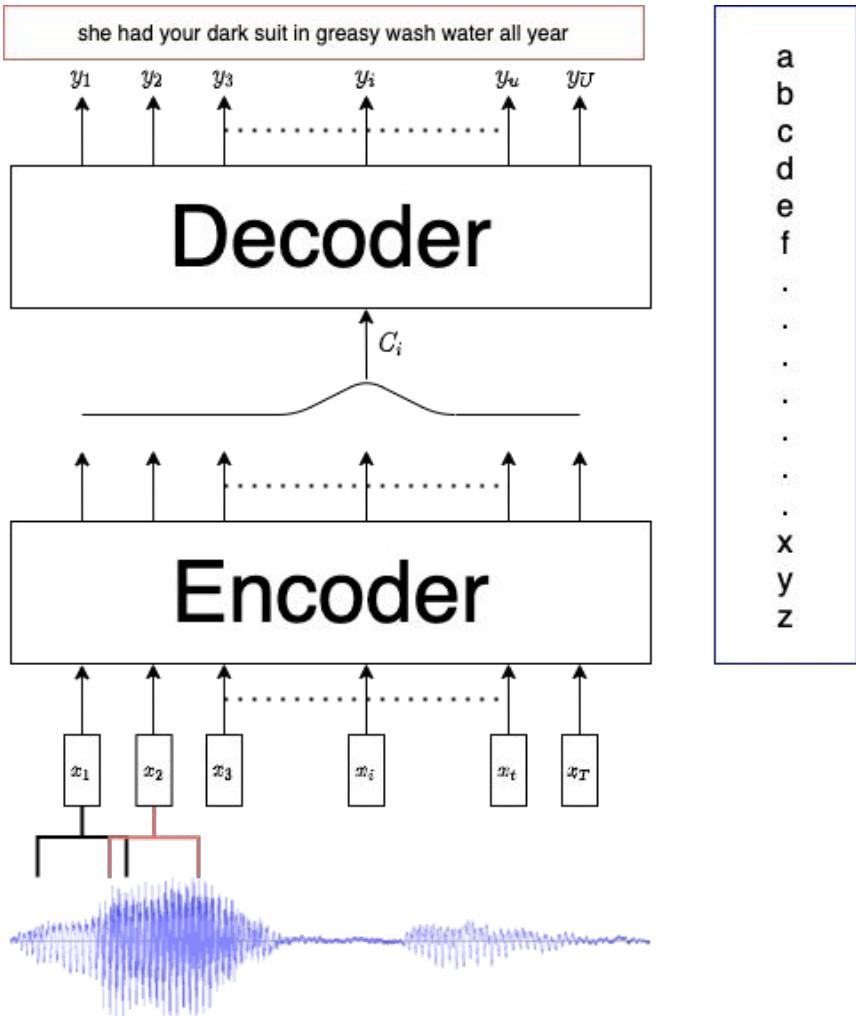 she had your dark suit in greasy wash water all year
y1 y2 y3 yi yu yU
Decoder
Ci
Encoder
x1 x2 x3 xi xt xT
a
b
c
d
e
f
.
.
.
.
.
.
.
x
y
z